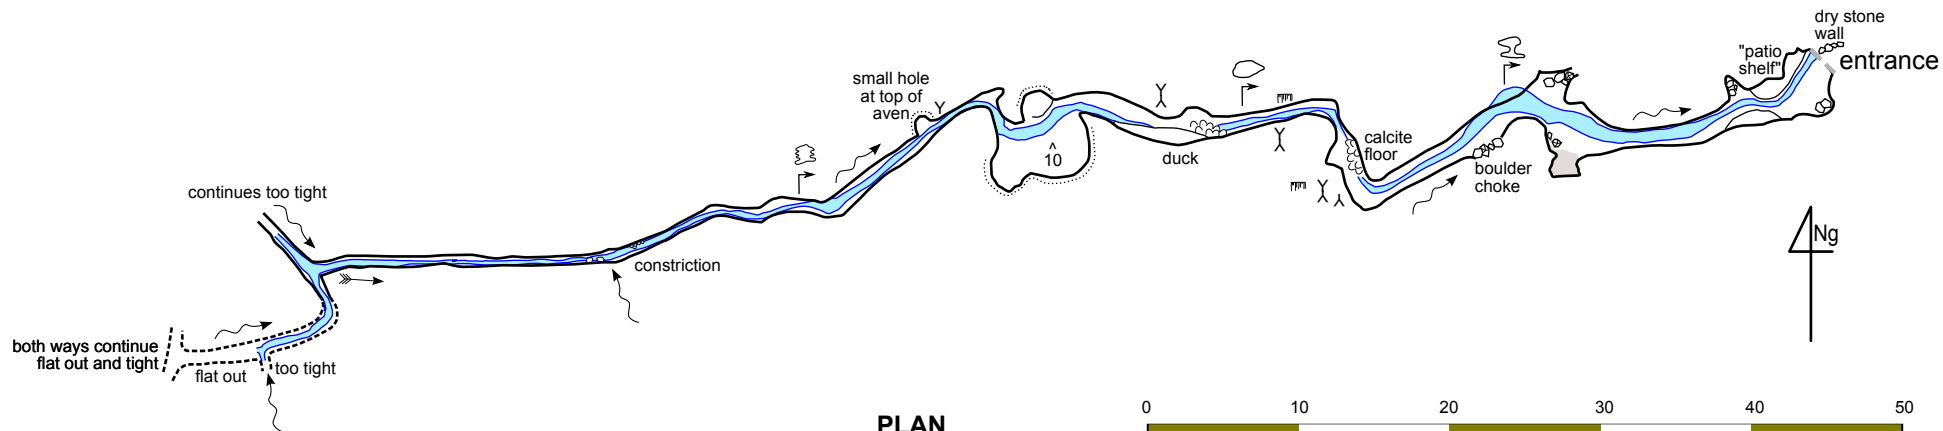 dry stone
wall
"patio
shelf"
entrance
small hole
at top of
aven
10
duck
calcite
floor
boulder
choke
continues too tight
constriction
Ng
both ways continue
flat out and tight
flat out
too tight
PLAN
0 10 20 30 40 50